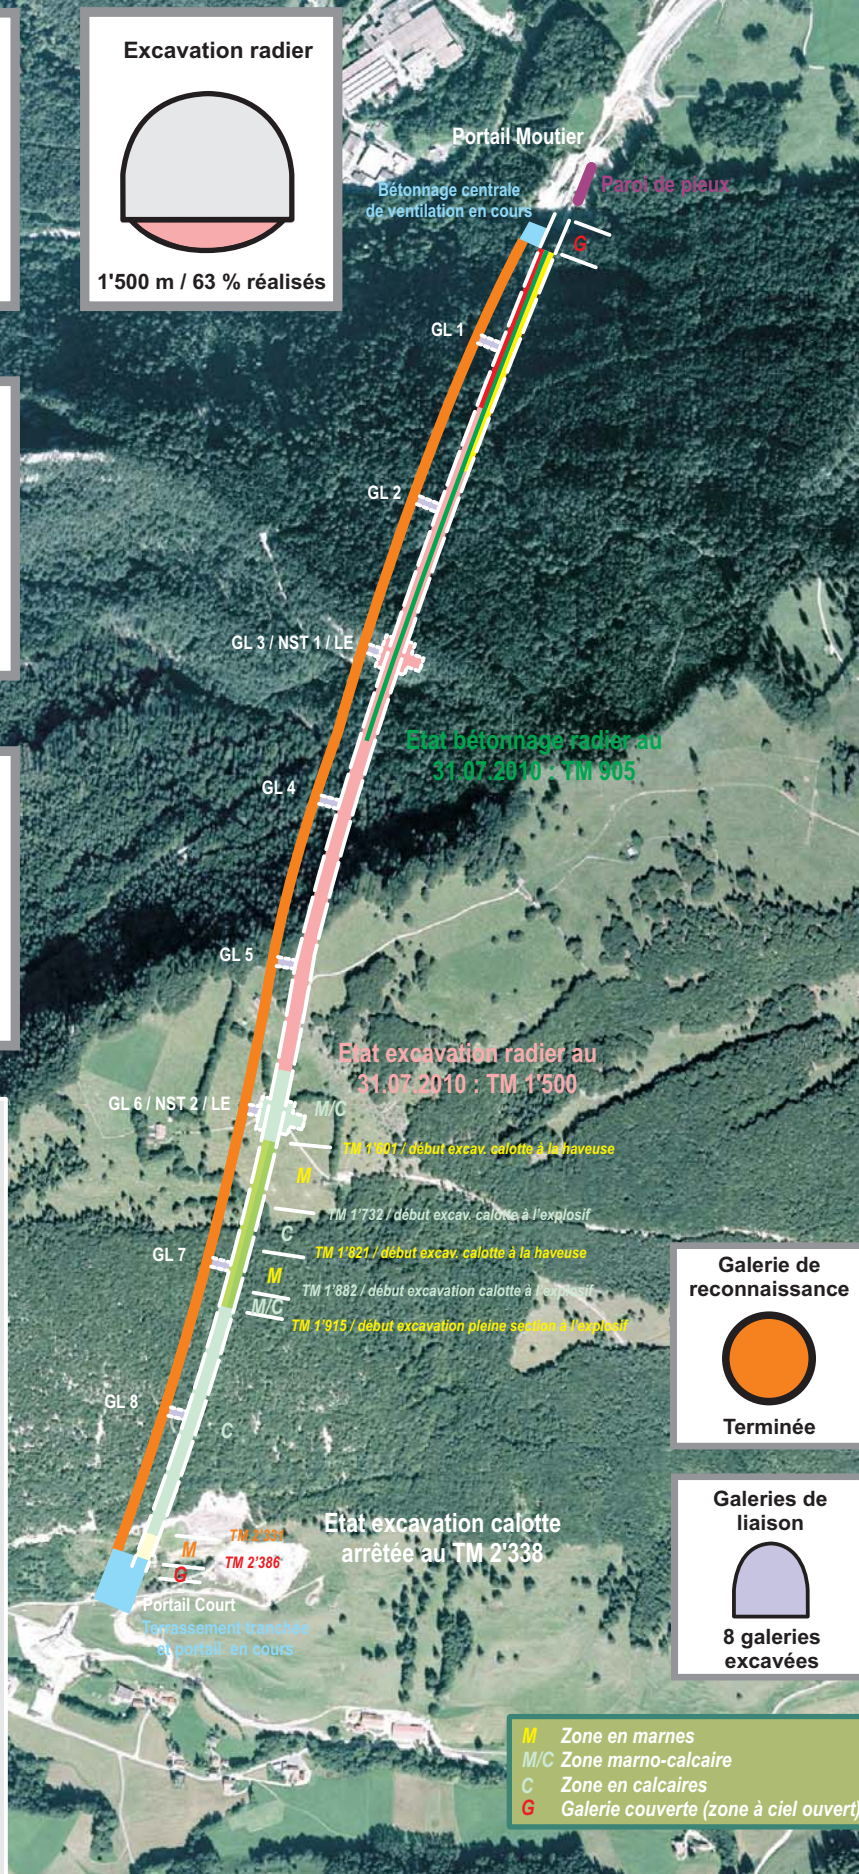 Excavation radier
1'500 m / 63 % réalisés
Portail Moutier
Paroi de pieux
Bétonnage centrale
de ventilation en cours
G
GL 1
GL 2
GL 3 / NST 1 / LE
Etat bétonnage radier au
31.07.2010 : TM 905
GL 4
GL 5
Etat excavation radier au
31.07.2010 : TM 1'500
GL 6 / NST 2 / LE
M/C
TM 1'601 / début excav. calotte à la haveuse
M
TM 1'732 / début excav. calotte à l'explosif
C
TM 1'821 / début excav. calotte à la haveuse
GL 7
M
TM 1'882 / début excavation calotte à l'explosif
M/C
TM 1'915 / début excavation pleine section à l'explosif
Galerie de
reconnaissance
Terminée
GL 8
C
Galeries de
liaison
8 galeries
excavées
Etat excavation calotte
arrêtée au TM 2'338
TM 2'331
M
TM 2'386
G
Portail Court
Terrassement tranchée
et portail en cours
M Zone en marnes
M/C Zone marno-calcaire
C Zone en calcaires
G Galerie couverte (zone à ciel ouvert)